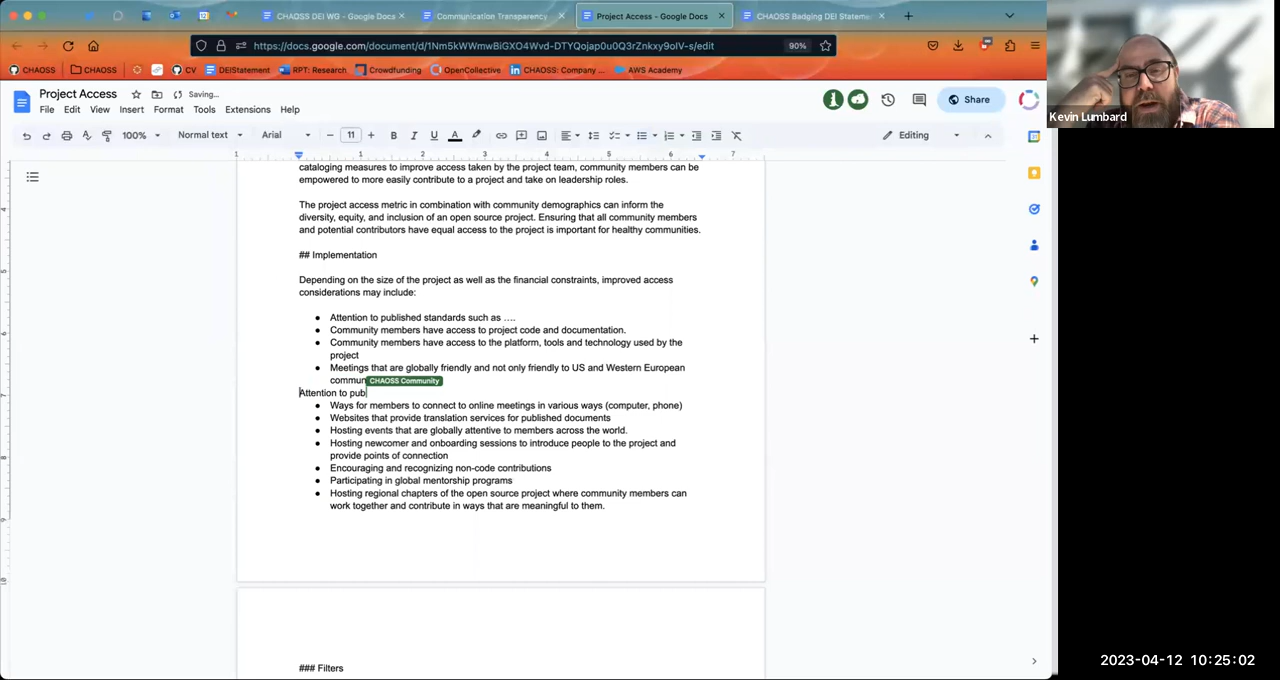 CHAOSS DEI WG - Google Docs
Communication Transparency
Project Access - Google Docs
CHAOSS Badging DEI Stateme
https://docs.google.com/document/d/1Nm5kWWmwBiGXO4Wvd-DTYQojap0u0Q3rZnkxy9oIV-s/edit
90%
CHAOSS
CHAOSS
CV
DEIStatement
RPT: Research
Crowdfunding
OpenCollective
CHAOSS: Company ...
AWS Academy
Project Access
Saving...
File Edit View Insert Format Tools Extensions Help
Share
100%
Normal text
Arial
11
Editing
Kevin Lumbard
cataloging measures to improve access taken by the project team, community members can be
empowered to more easily contribute to a project and take on leadership roles.
The project access metric in combination with community demographics can inform the
diversity, equity, and inclusion of an open source project. Ensuring that all community members
and potential contributors have equal access to the project is important for healthy communities.
## Implementation
Depending on the size of the project as well as the financial constraints, improved access
considerations may include:
● Attention to published standards such as ….
● Community members have access to project code and documentation.
● Community members have access to the platform, tools and technology used by the
project
● Meetings that are globally friendly and not only friendly to US and Western European
commun
CHAOSS Community
Attention to pub
● Ways for members to connect to online meetings in various ways (computer, phone)
● Websites that provide translation services for published documents
● Hosting events that are globally attentive to members across the world.
● Hosting newcomer and onboarding sessions to introduce people to the project and
provide points of connection
● Encouraging and recognizing non-code contributions
● Participating in global mentorship programs
● Hosting regional chapters of the open source project where community members can
work together and contribute in ways that are meaningful to them.
### Filters
2023-04-12 10:25:02